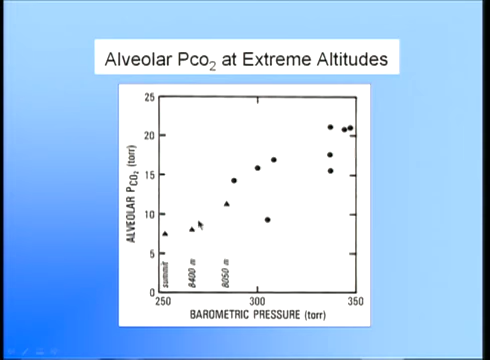 Alveolar Pco2 at Extreme Altitudes
25
20
15
10
5
0
ALVEOLAR PCO2 (torr)
summit
8400 m
8050 m
250
300
350
BAROMETRIC PRESSURE (torr)